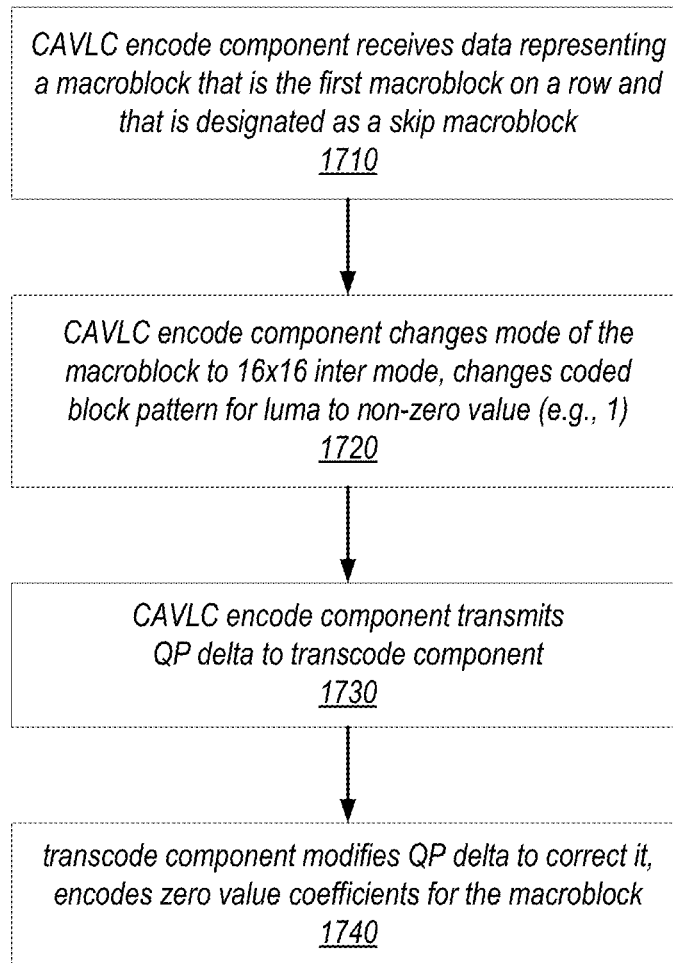 CAVLC encode component receives data representing
a macroblock that is the first macroblock on a row and
that is designated as a skip macroblock
1710
CAVLC encode component changes mode of the
macroblock to 16x16 inter mode, changes coded
block pattern for luma to non-zero value (e.g., 1)
1720
CAVLC encode component transmits
QP delta to transcode component
1730
transcode component modifies QP delta to correct it,
encodes zero value coefficients for the macroblock
1740